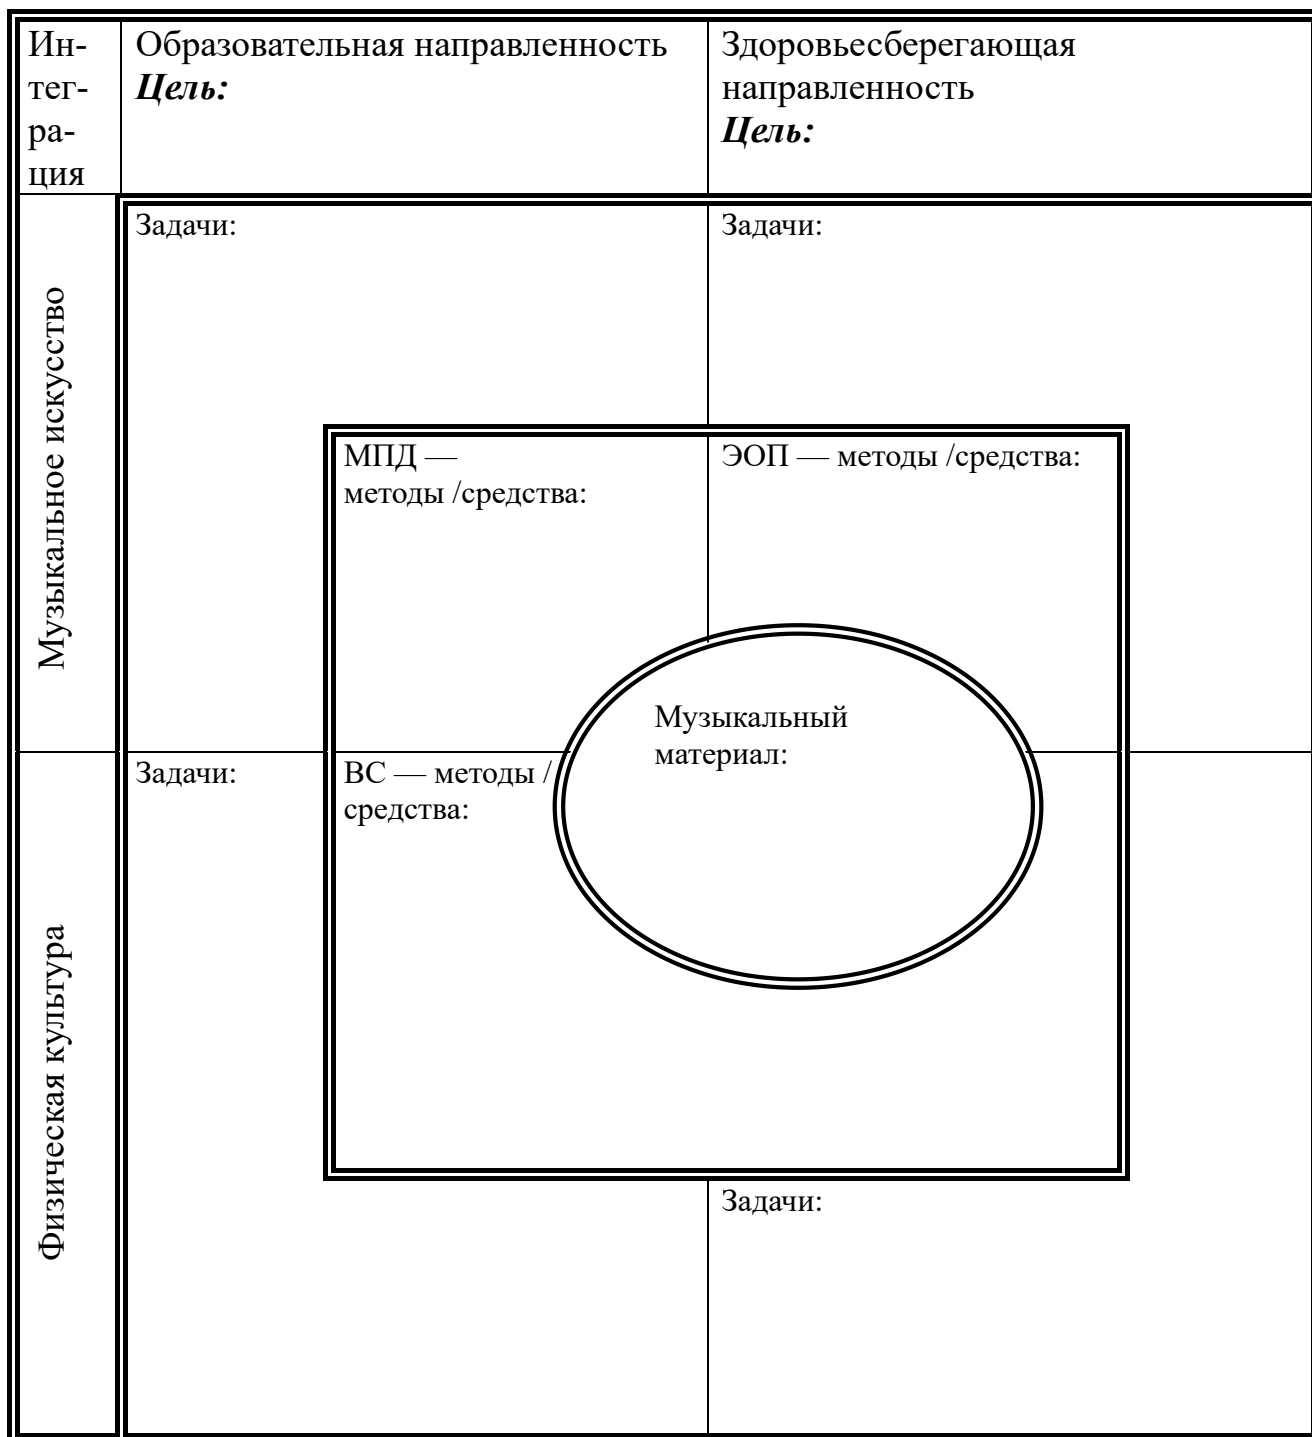 Ин-
тег-
ра-
ция
Образовательная направленность
Цель:
Здоровьесберегающая
направленность
Цель:
Музыкальное искусство
Задачи:
Задачи:
МПД —
методы /средства:
ЭОП — методы /средства:
Музыкальный
материал:
Физическая культура
Задачи:
ВС — методы /
средства:
Задачи: